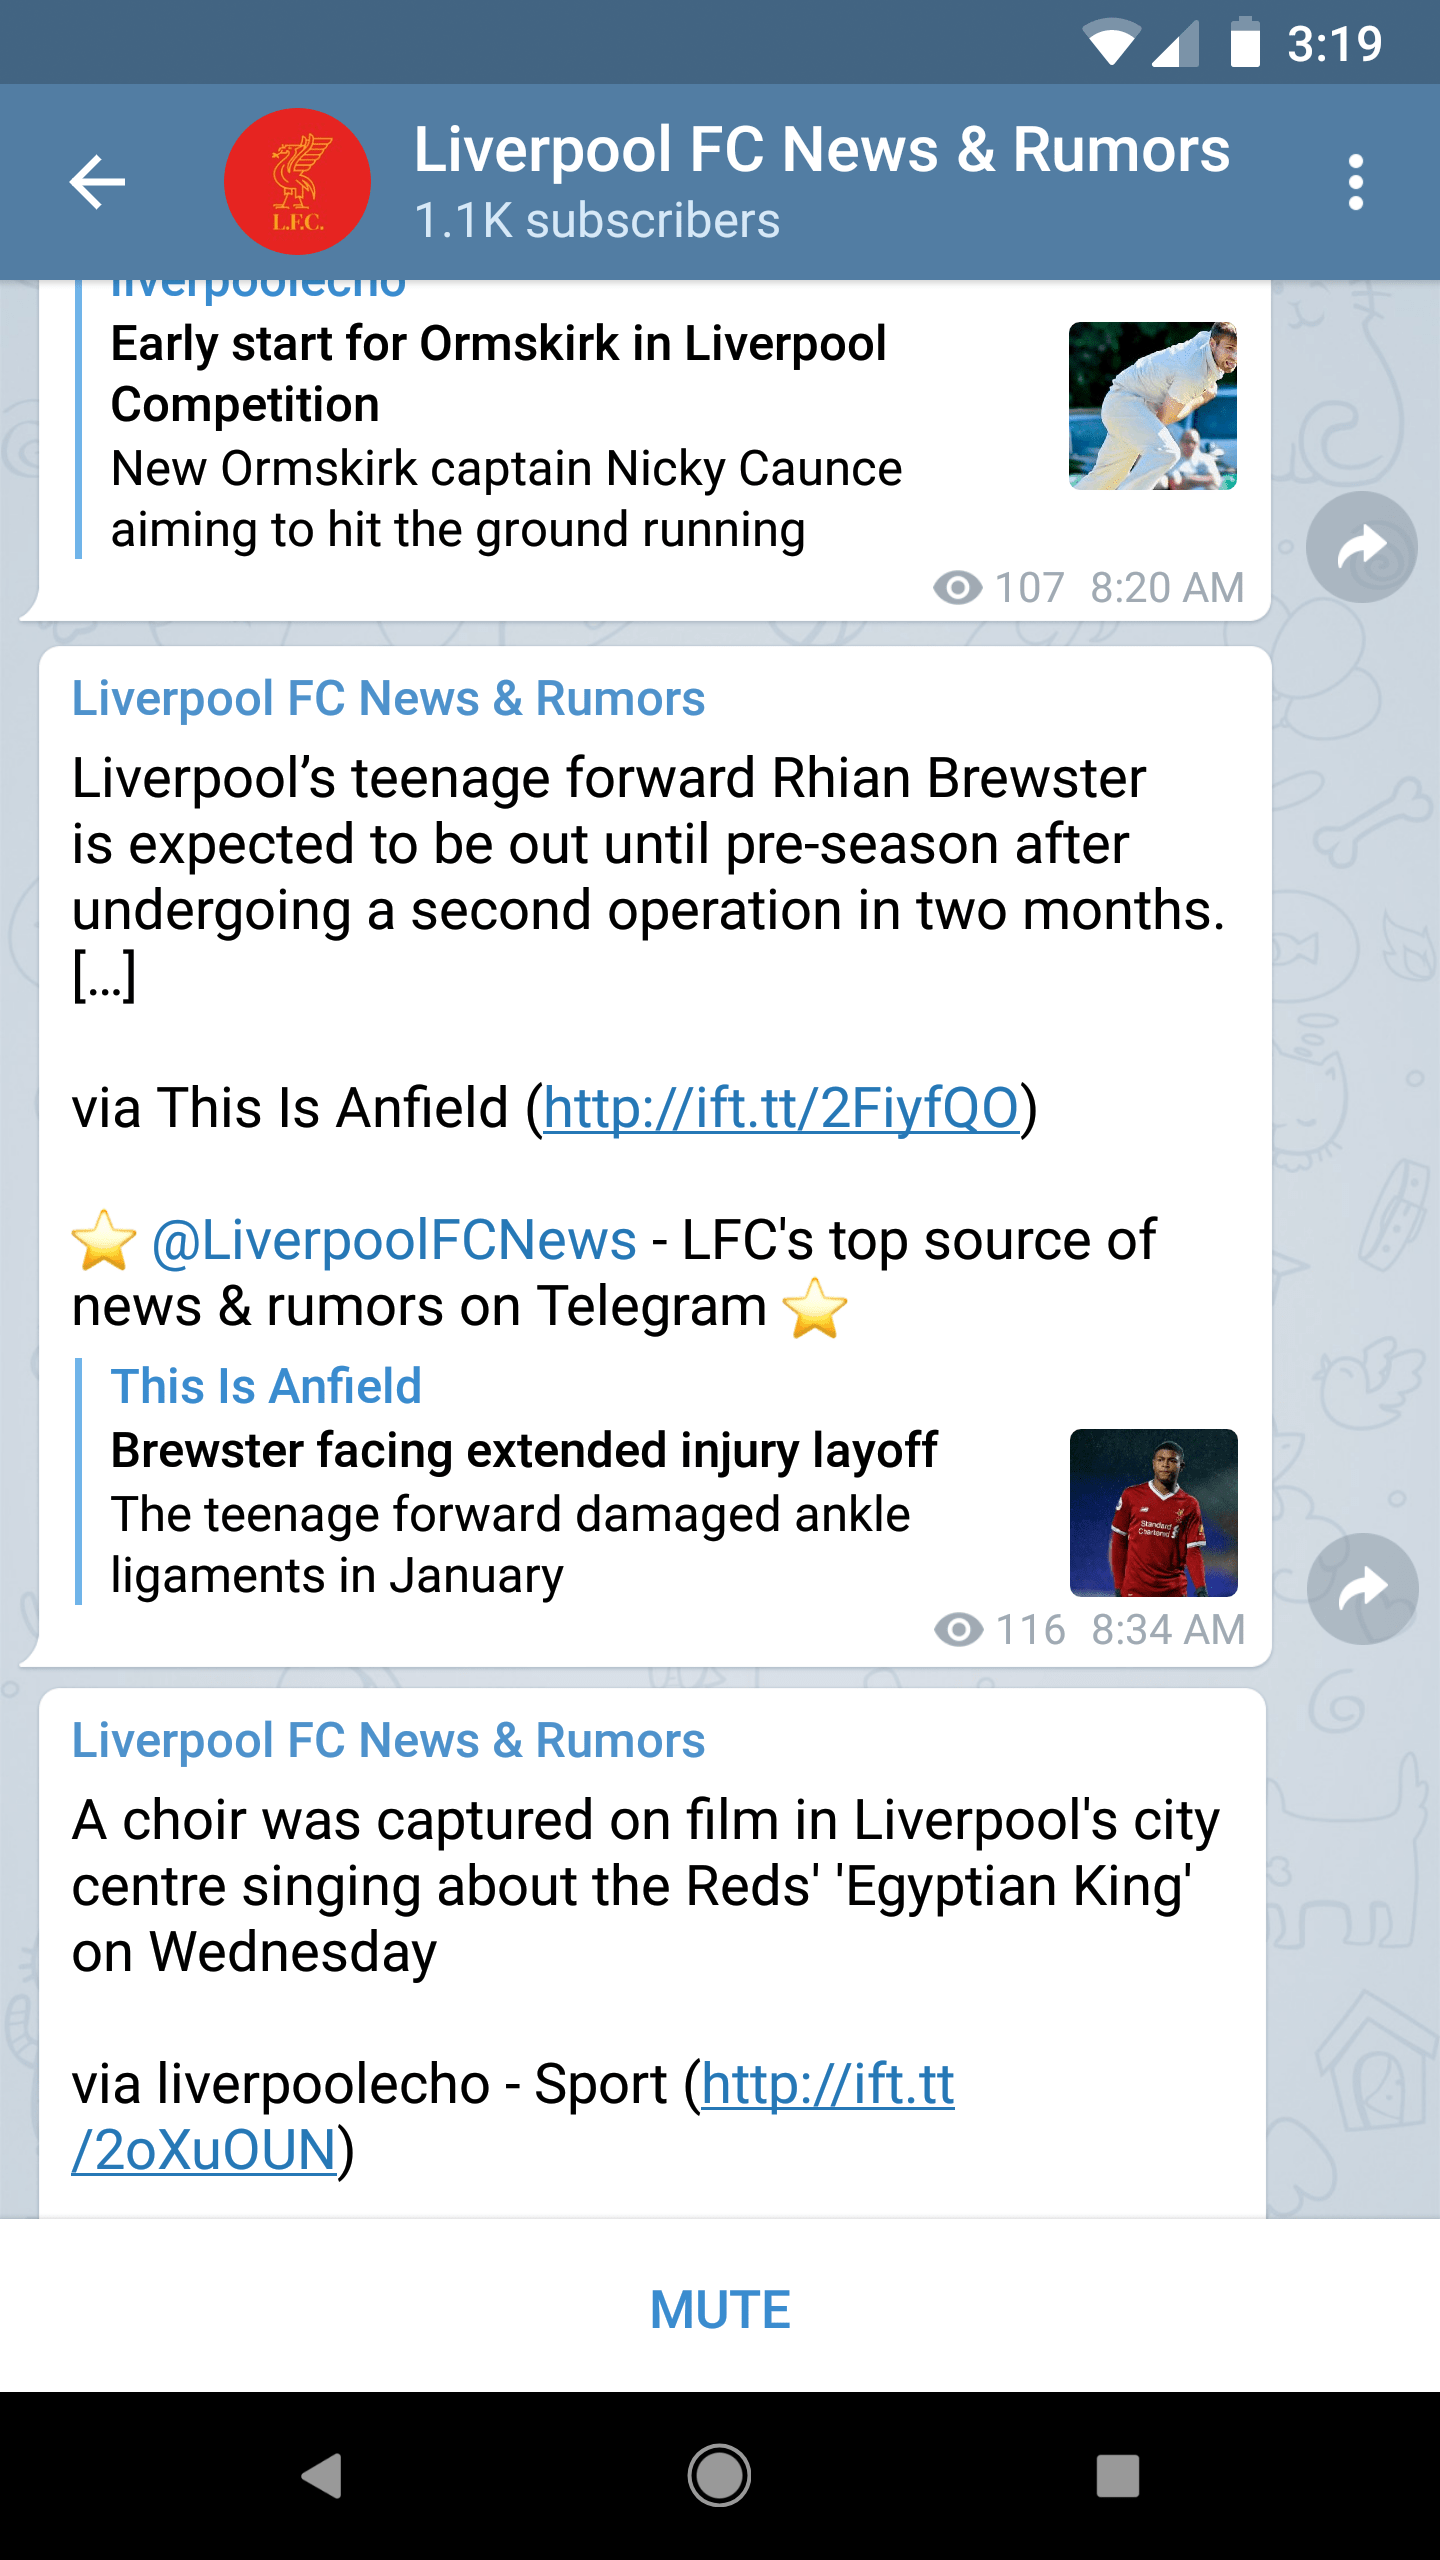 3:19
Liverpool FC News & Rumors
1.1K subscribers
L.F.C.
liverpoolecho
Early start for Ormskirk in Liverpool
Competition
New Ormskirk captain Nicky Caunce
aiming to hit the ground running
107 8:20 AM
Liverpool FC News & Rumors
Liverpool’s teenage forward Rhian Brewster
is expected to be out until pre-season after
undergoing a second operation in two months.
[...]
via This Is Anfield (http://ift.tt/2FiyfQO)
⭐ @LiverpoolFCNews - LFC's top source of
news & rumors on Telegram ⭐
This Is Anfield
Brewster facing extended injury layoff
The teenage forward damaged ankle
ligaments in January
Standard
Chartered
116 8:34 AM
Liverpool FC News & Rumors
A choir was captured on film in Liverpool's city
centre singing about the Reds' 'Egyptian King'
on Wednesday
via liverpoolecho - Sport (http://ift.tt
/2oXuOUN)
MUTE